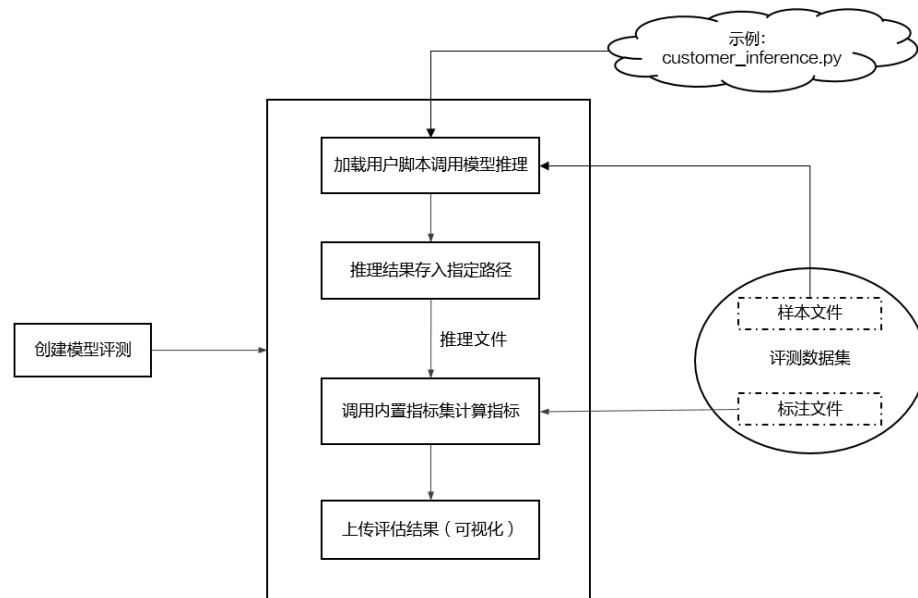 示例：
customer_inference.py
加载用户脚本调用模型推理
推理结果存入指定路径
样本文件
推理文件
创建模型评测
评测数据集
调用内置指标集计算指标
标注文件
上传评估结果（可视化）